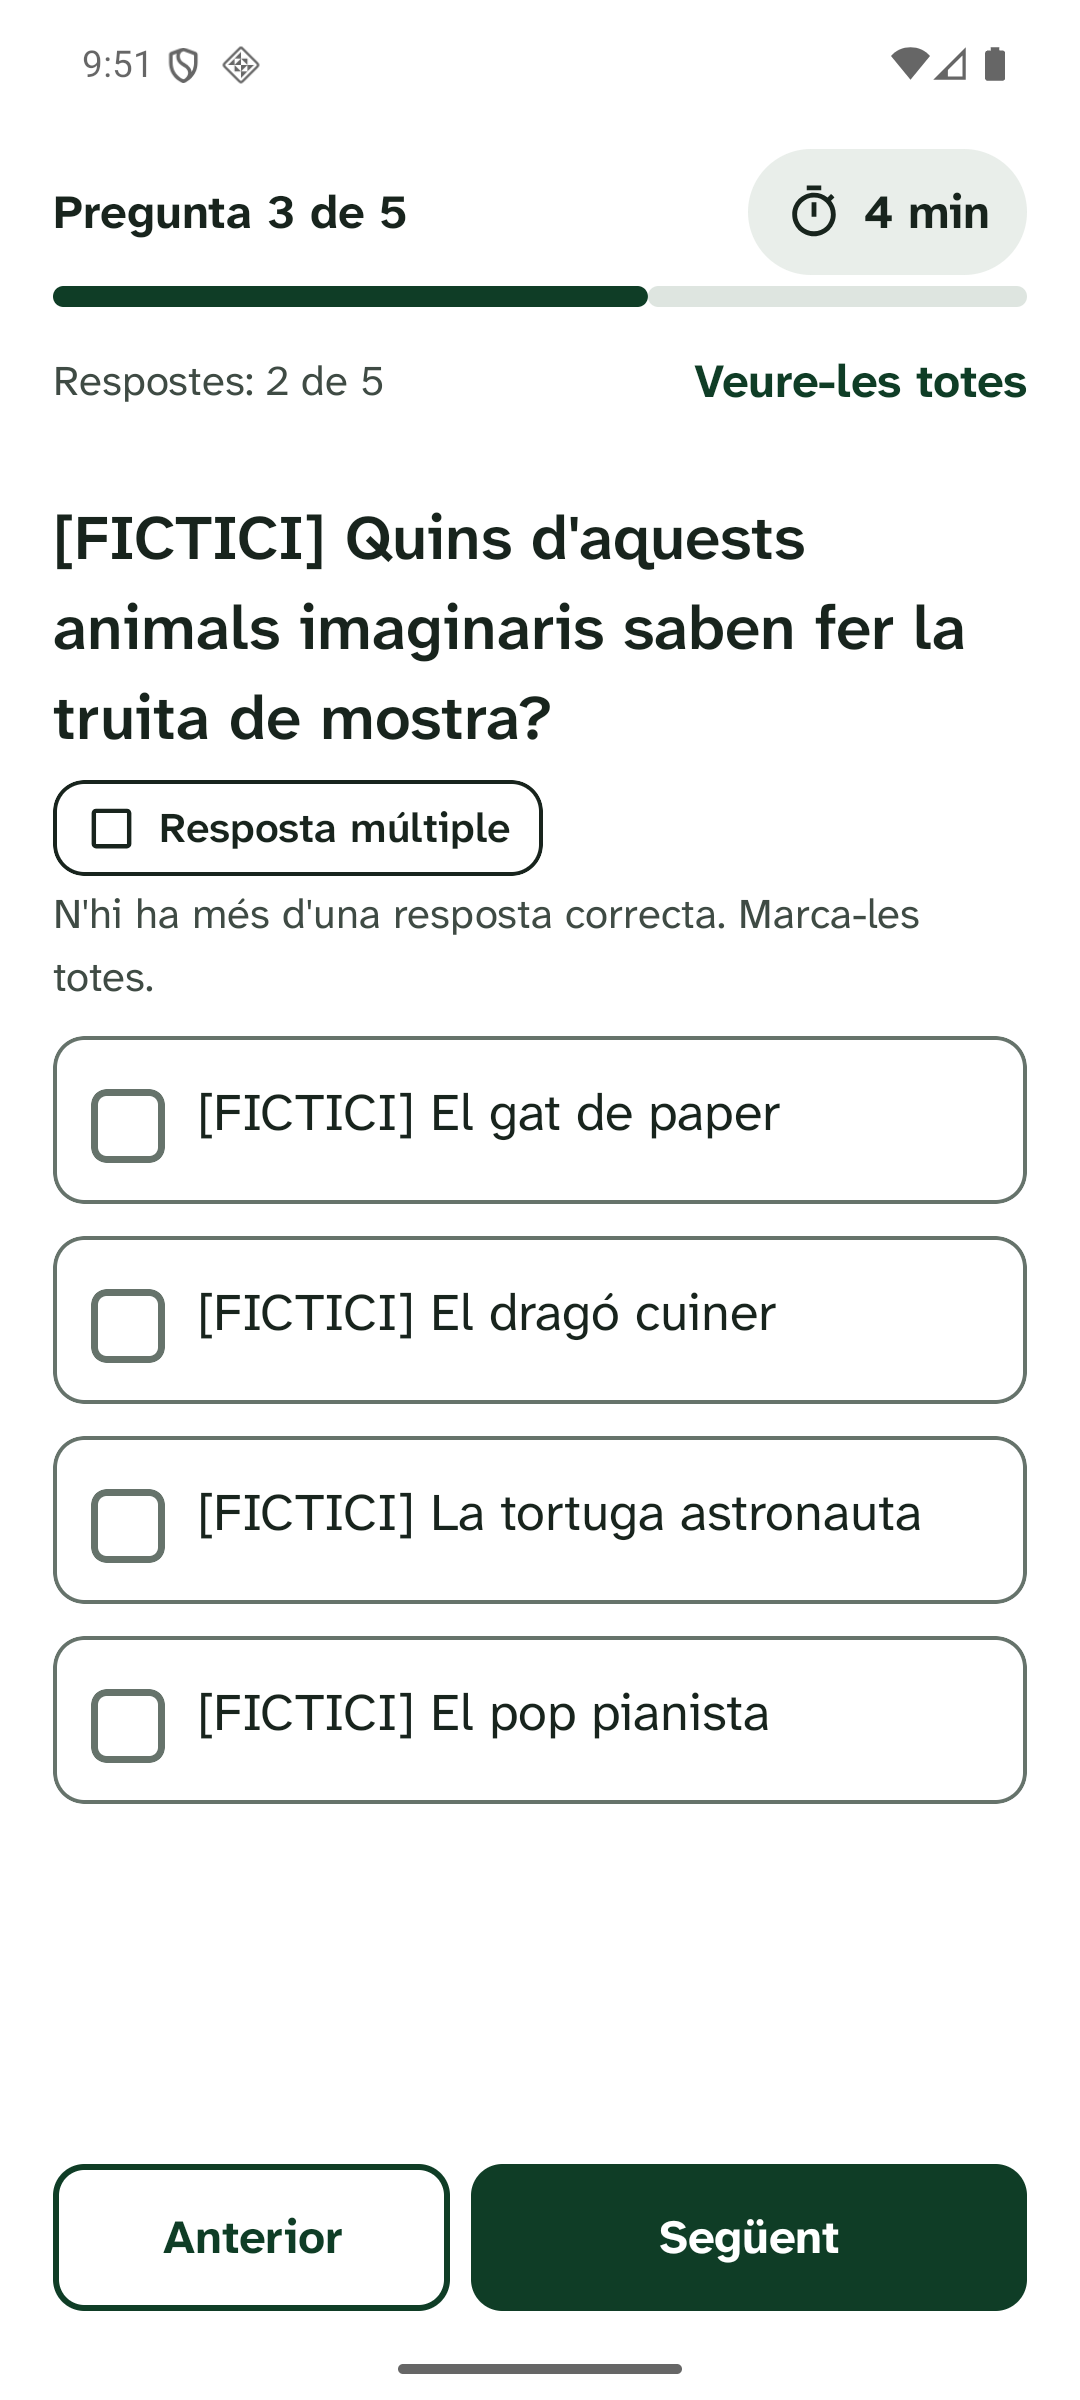 9:51
Pregunta 3 de 5
4 min
Respostes: 2 de 5
Veure-les totes
[FICTICI] Quins d'aquests
animals imaginaris saben fer la
truita de mostra?
Resposta múltiple
N'hi ha més d'una resposta correcta. Marca-les
totes.
[FICTICI] El gat de paper
[FICTICI] El dragó cuiner
[FICTICI] La tortuga astronauta
[FICTICI] El pop pianista
Anterior
Següent